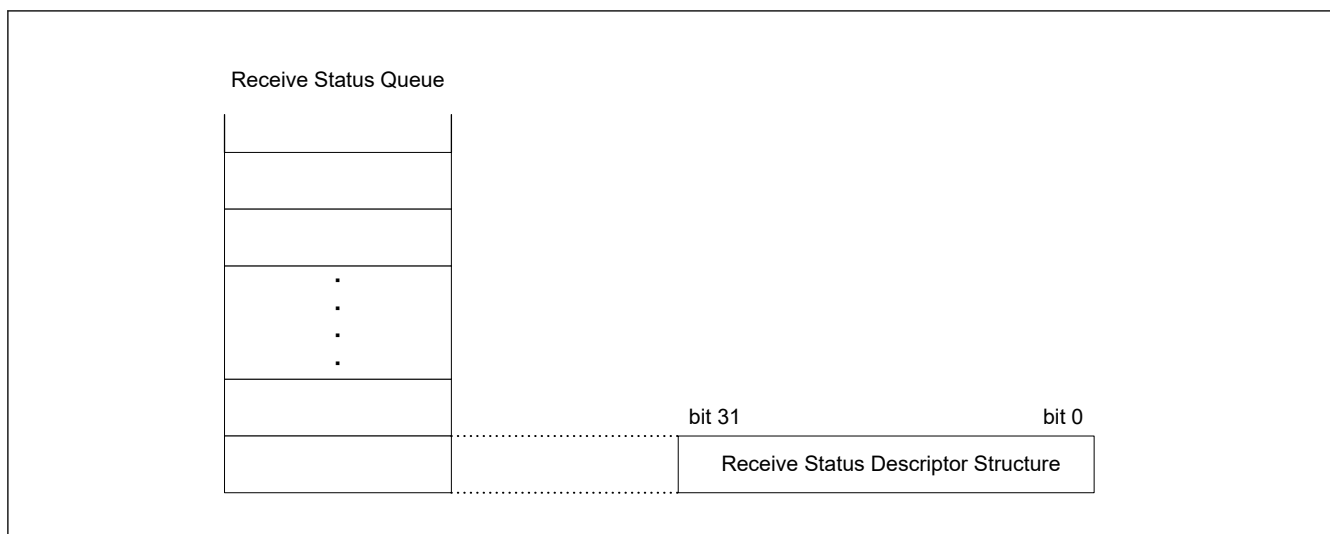 Receive Status Queue
.
.
.
.
bit 31 bit 0
Receive Status Descriptor Structure